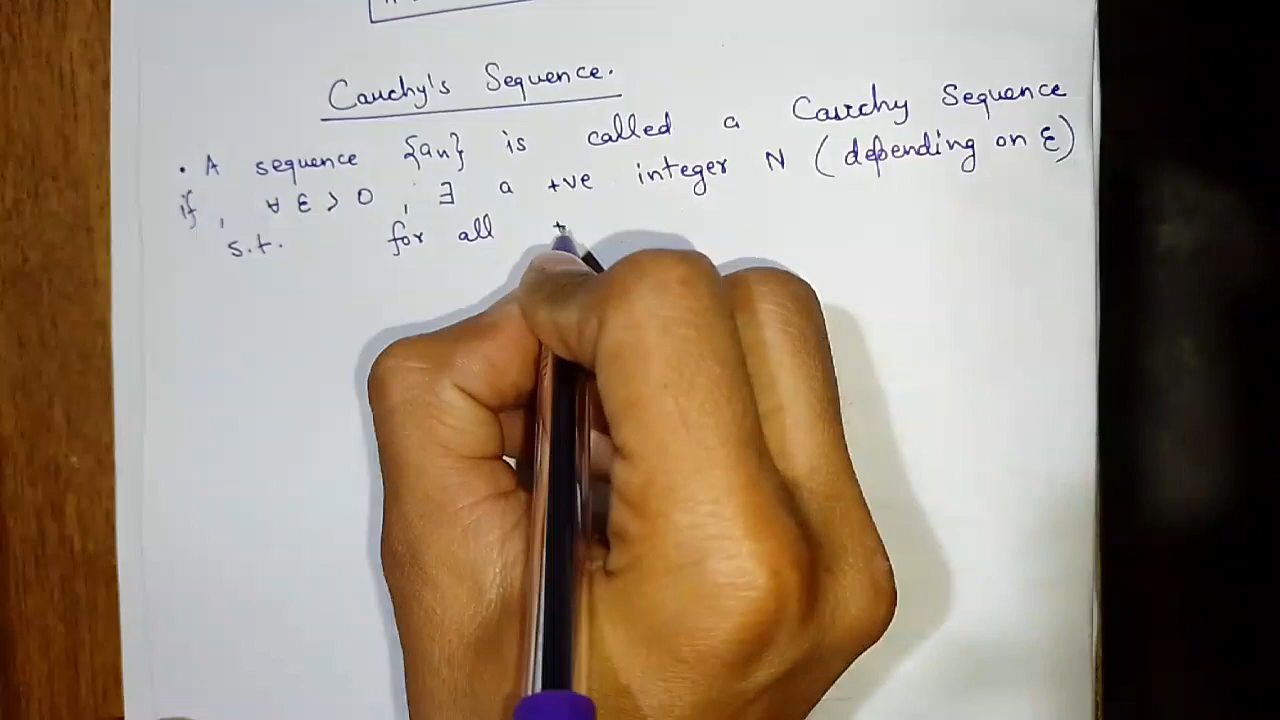 Cauchy's Sequence.
• A sequence {an} is called a Cauchy Sequence
if, ∀ ε > 0, ∃ a +ve integer N (depending on ε)
s.t. for all +